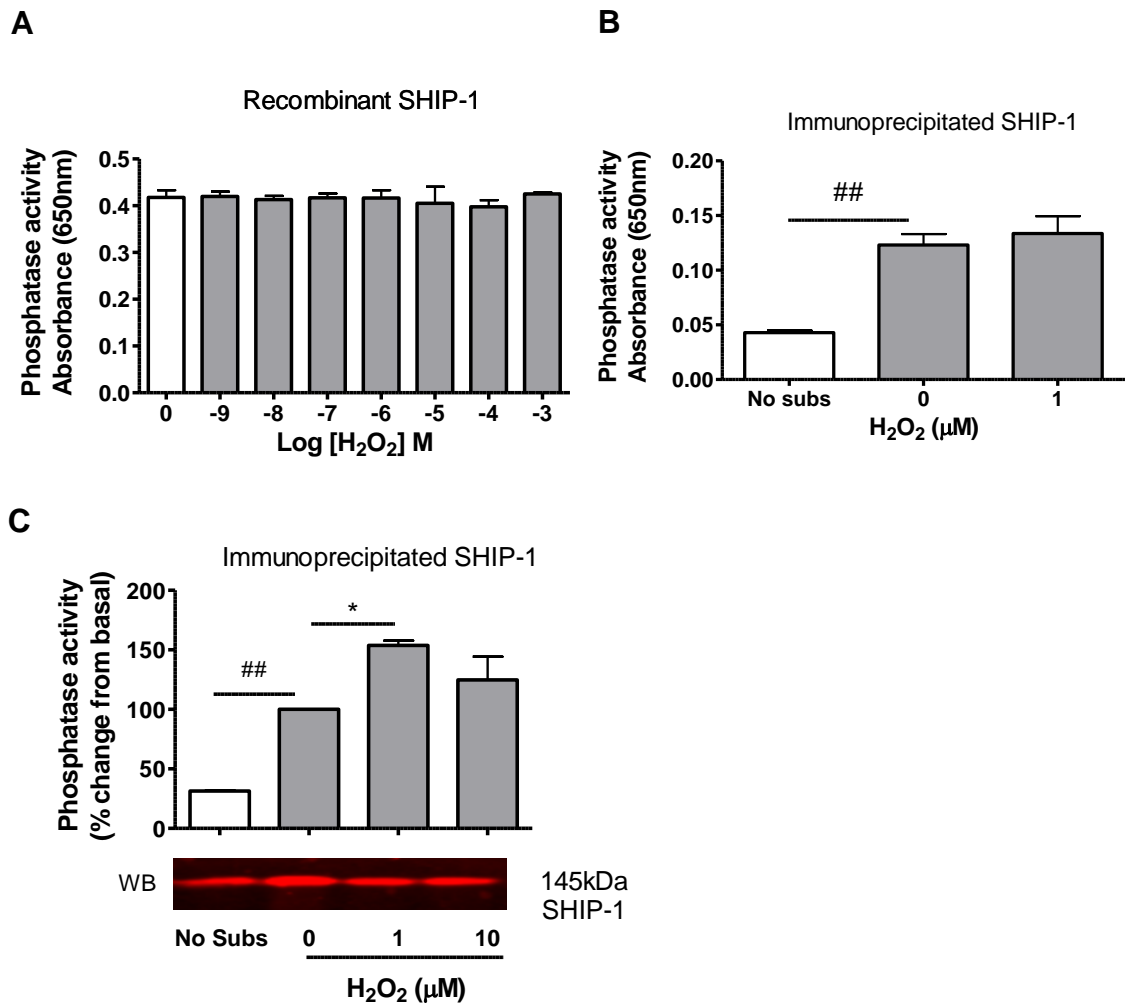 A
Recombinant SHIP-1
Phosphatase activity
Absorbance (650nm)
0.5
0.4
0.3
0.2
0.1
0.0
0 -9 -8 -7 -6 -5 -4 -3
Log [H₂O₂] M
B
Immunoprecipitated SHIP-1
Phosphatase activity
Absorbance (650nm)
0.20
0.15
0.10
0.05
0.00
##
No subs 0 1
H₂O₂ (μM)
C
Immunoprecipitated SHIP-1
Phosphatase activity
(% change from basal)
200
150
100
50
0
##
*
WB
145kDa
SHIP-1
No Subs 0 1 10
H₂O₂ (μM)